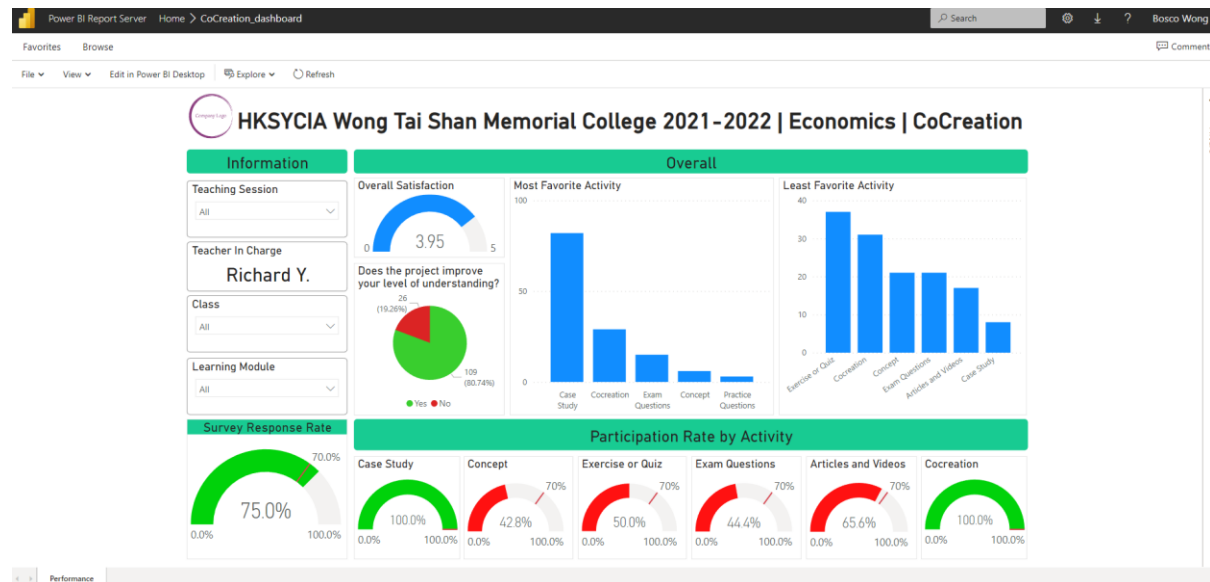 Power BI Report Server Home > CoCreation_dashboard Search ? Bosco Wong
Favorites Browse Comment
File View Edit in Power BI Desktop Explore Refresh
Company Logo
HKSYCIA Wong Tai Shan Memorial College 2021-2022 | Economics | CoCreation
Information
Overall
Teaching Session
All
Teacher In Charge
Richard Y.
Class
All
Learning Module
All
Overall Satisfaction
3.95
0 5
Does the project improve
your level of understanding?
26
(19.26%)
109
(80.74%)
Yes No
Most Favorite Activity
100
50
0
Case Study
Cocreation
Exam Questions
Concept
Practice Questions
Least Favorite Activity
40
30
20
10
0
Exercise or Quiz
Cocreation
Concept
Exam Questions
Articles and Videos
Case Study
Survey Response Rate
70.0%
75.0%
0.0% 100.0%
Participation Rate by Activity
Case Study
100.0%
0.0% 100.0%
Concept
70%
42.8%
0.0% 100.0%
Exercise or Quiz
70%
50.0%
0.0% 100.0%
Exam Questions
70%
44.4%
0.0% 100.0%
Articles and Videos
70%
65.6%
0.0% 100.0%
Cocreation
100.0%
0.0% 100.0%
Performance